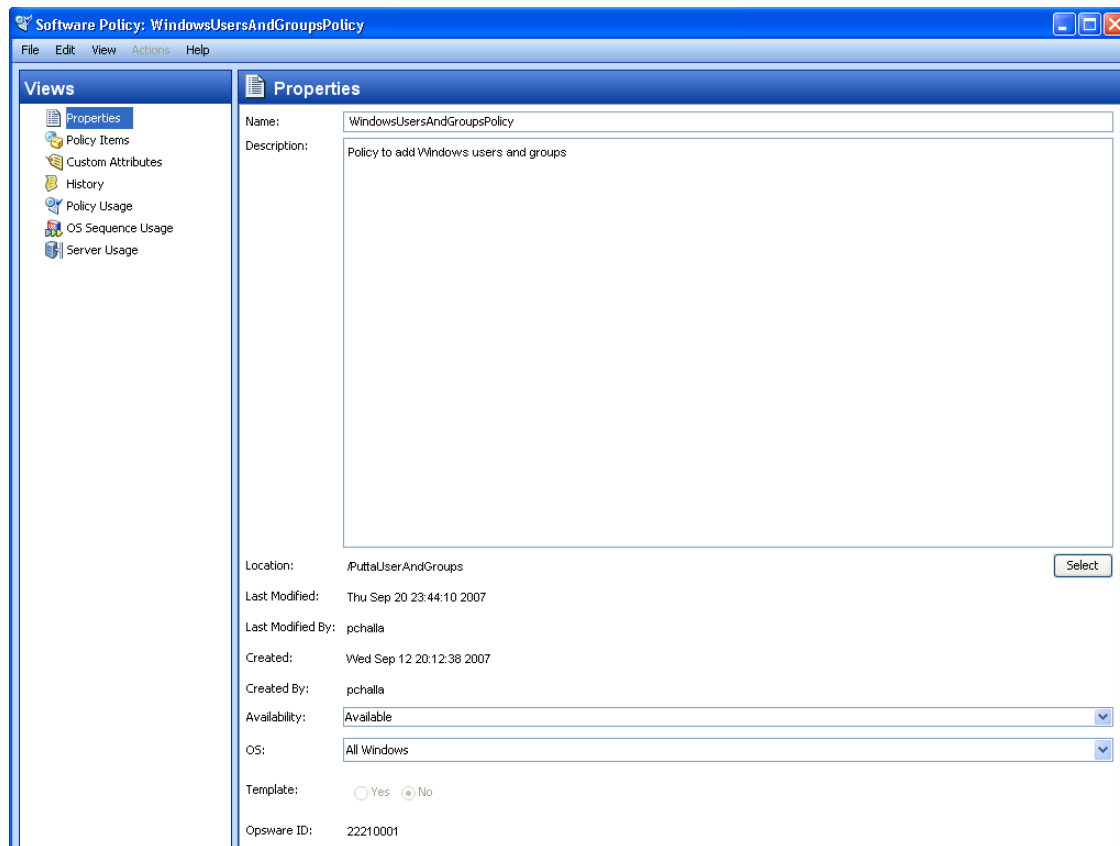 Software Policy: WindowsUsersAndGroupsPolicy
File Edit View Actions Help
Views
Properties
Policy Items
Custom Attributes
History
Policy Usage
OS Sequence Usage
Server Usage
Properties
Name: WindowsUsersAndGroupsPolicy
Description: Policy to add Windows users and groups
Location: /PuttaUserAndGroups Select
Last Modified: Thu Sep 20 23:44:10 2007
Last Modified By: pchalla
Created: Wed Sep 12 20:12:38 2007
Created By: pchalla
Availability: Available
OS: All Windows
Template: Yes No
Opsware ID: 22210001